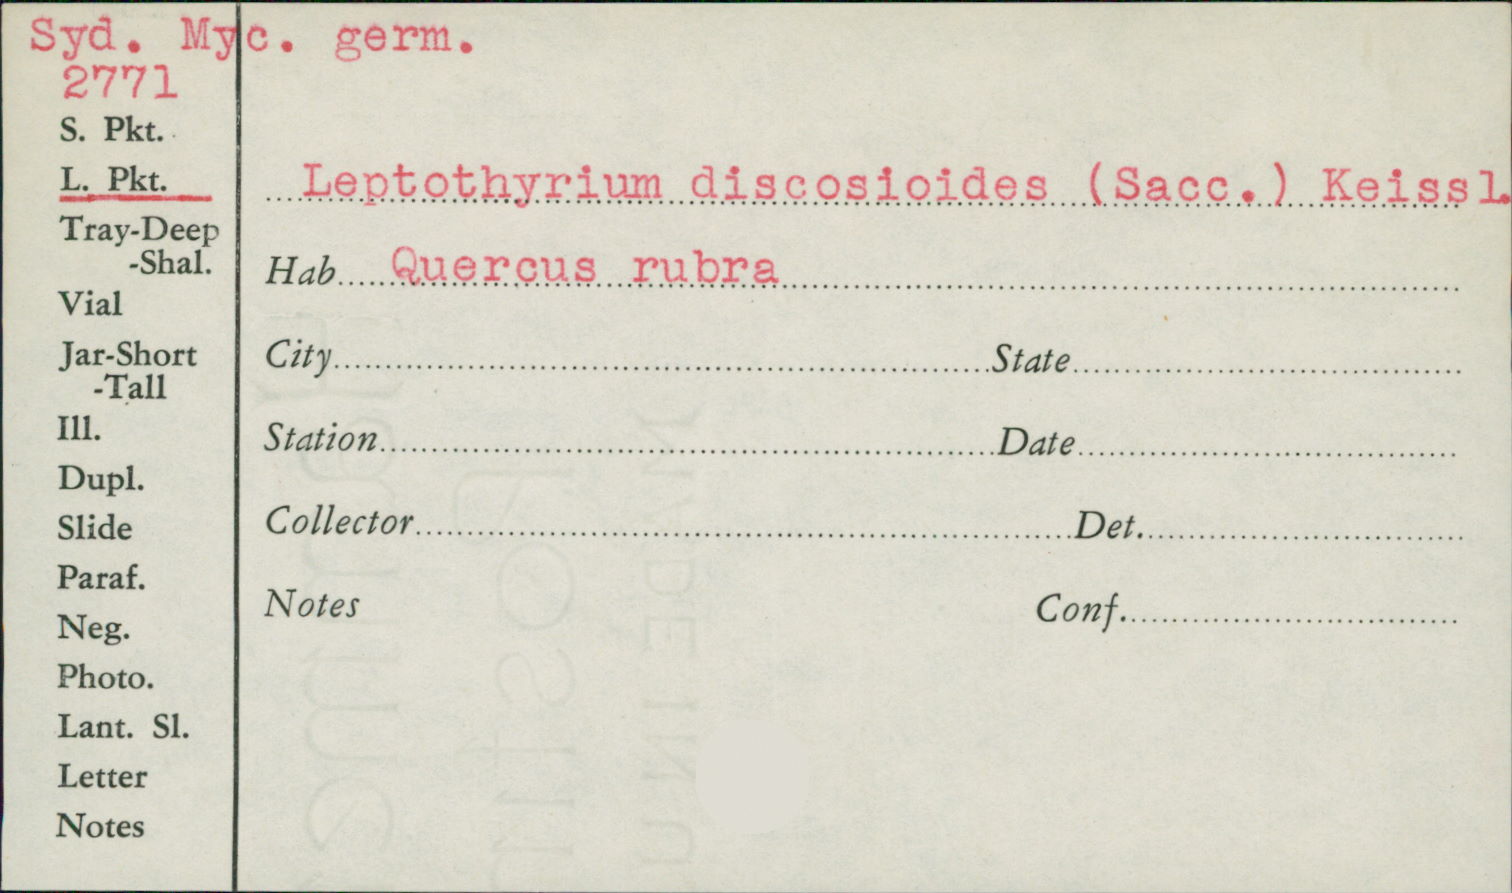 Syd. Myc. germ.
2771
S. Pkt.
L. Pkt.
Tray-Deep
-Shal.
Vial
Jar-Short
-Tall
Ill.
Dupl.
Slide
Paraf.
Neg.
Photo.
Lant. Sl.
Letter
Notes
Leptothyrium discosioides (Sacc.) Keissl.
Hab Quercus rubra
City State
Station Date
Collector Det.
Notes Conf.